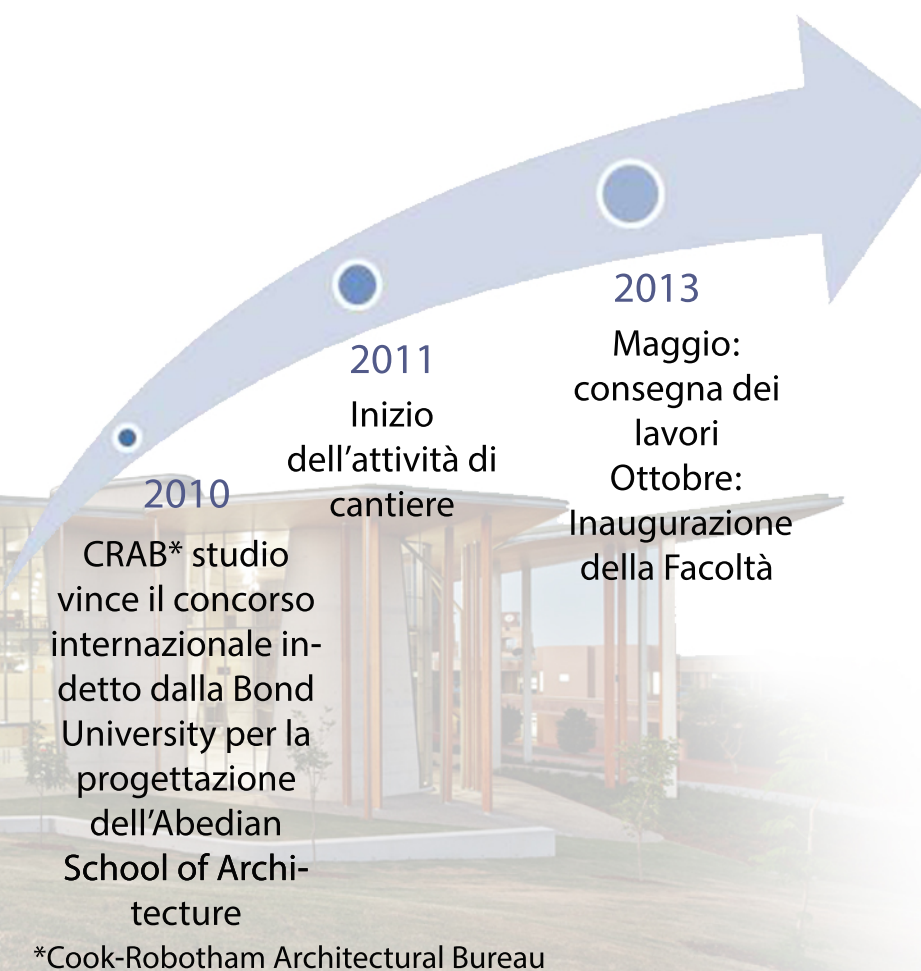 2010
CRAB* studio
vince il concorso
internazionale in-
detto dalla Bond
University per la
progettazione
dell'Abedian
School of Archi-
tecture
2011
Inizio
dell'attività di
cantiere
2013
Maggio:
consegna dei
lavori
Ottobre:
Inaugurazione
della Facoltà
*Cook-Robotham Architectural Bureau